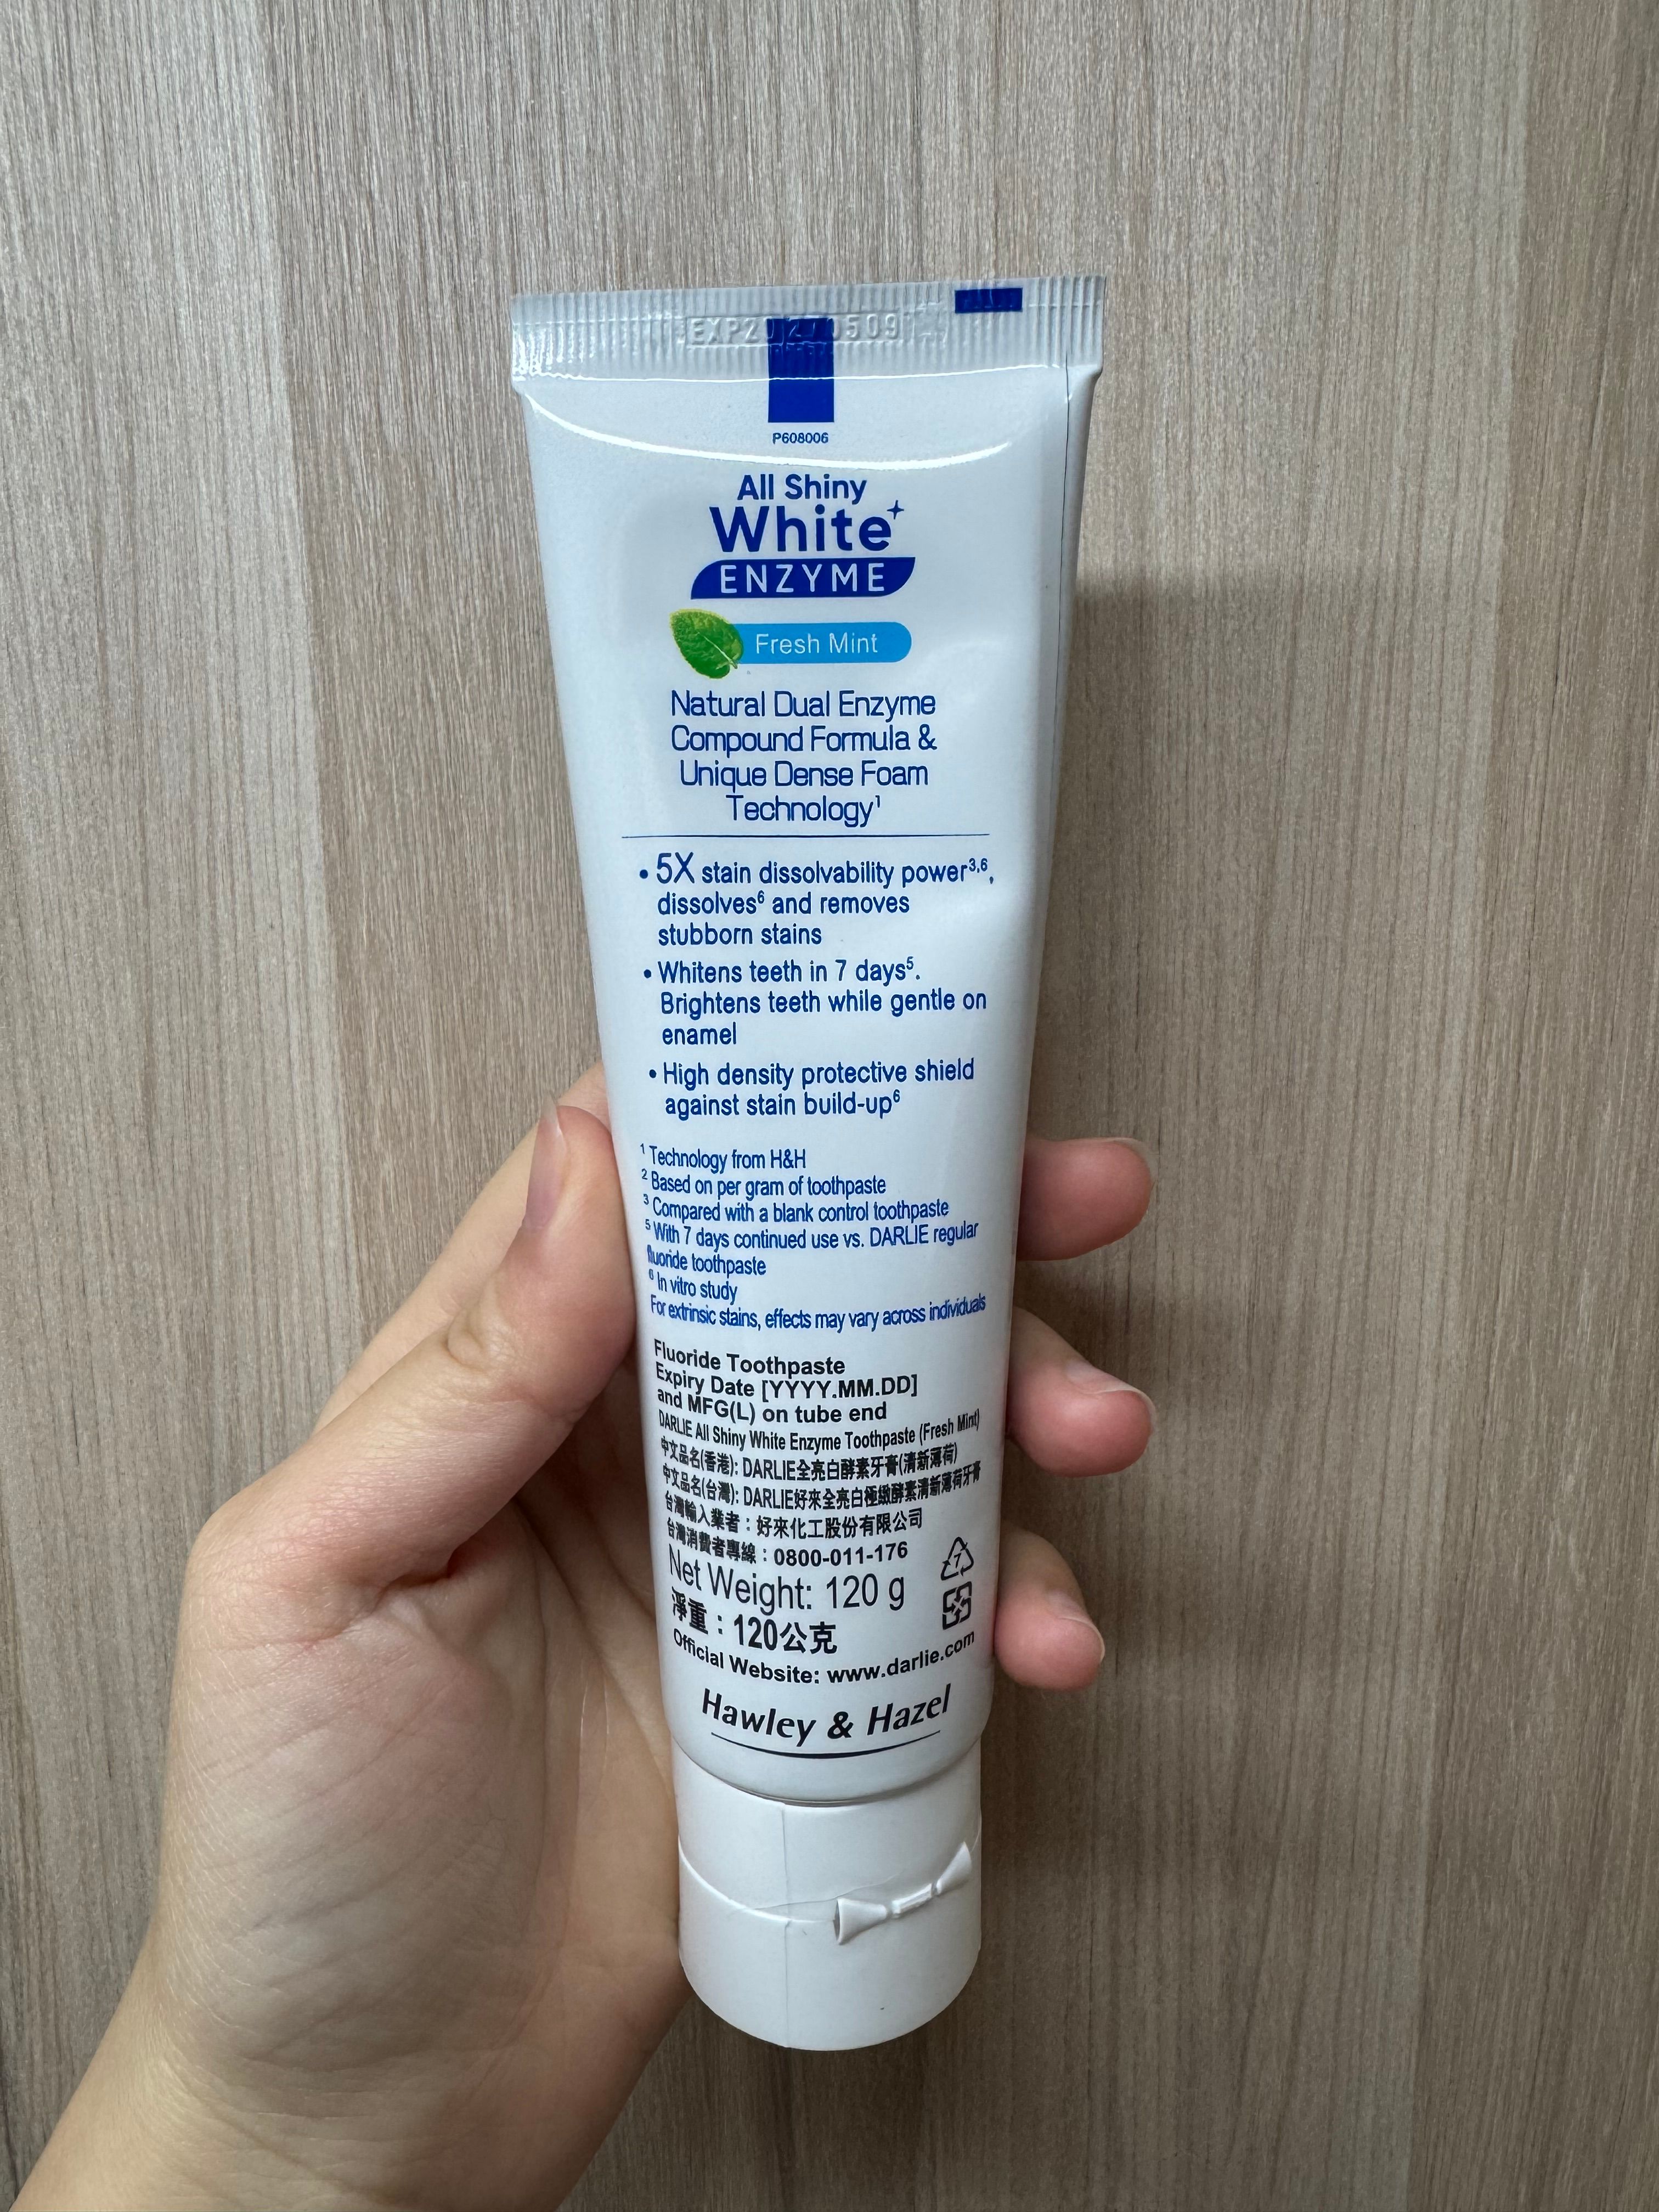 EXP20270509
P608006
All Shiny
White
ENZYME
Fresh Mint
Natural Dual Enzyme
Compound Formula &
Unique Dense Foam
Technology¹
• 5X stain dissolvability power³,⁶,
dissolves⁶ and removes
stubborn stains
• Whitens teeth in 7 days⁵.
Brightens teeth while gentle on
enamel
• High density protective shield
against stain build-up⁶
¹ Technology from H&H
² Based on per gram of toothpaste
³ Compared with a blank control toothpaste
⁵ With 7 days continued use vs. DARLIE regular
fluoride toothpaste
⁶ In vitro study
For extrinsic stains, effects may vary across individuals
Fluoride Toothpaste
Expiry Date [YYYY.MM.DD]
and MFG(L) on tube end
DARLIE All Shiny White Enzyme Toothpaste (Fresh Mint)
中文品名(香港): DARLIE全亮白酵素牙膏(清新薄荷)
中文品名(台灣): DARLIE好來全亮白極緻酵素清新薄荷牙膏
台灣輸入業者：好來化工股份有限公司
台灣消費者專線：0800-011-176
7
Net Weight: 120 g
淨重：120公克
Official Website: www.darlie.com
Hawley & Hazel